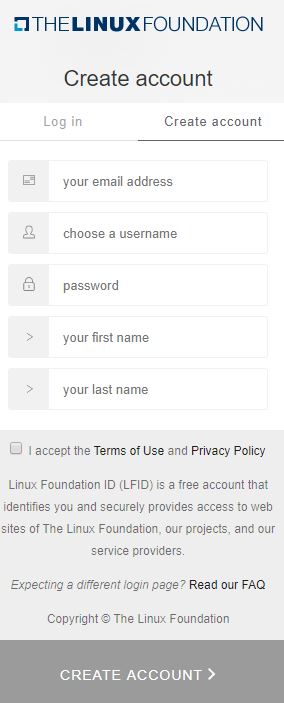 THE LINUX FOUNDATION
Create account
Log in
Create account
your email address
choose a username
password
> your first name
> your last name
I accept the Terms of Use and Privacy Policy
Linux Foundation ID (LFID) is a free account that
identifies you and securely provides access to web
sites of The Linux Foundation, our projects, and our
service providers.
Expecting a different login page? Read our FAQ
Copyright © The Linux Foundation
CREATE ACCOUNT >